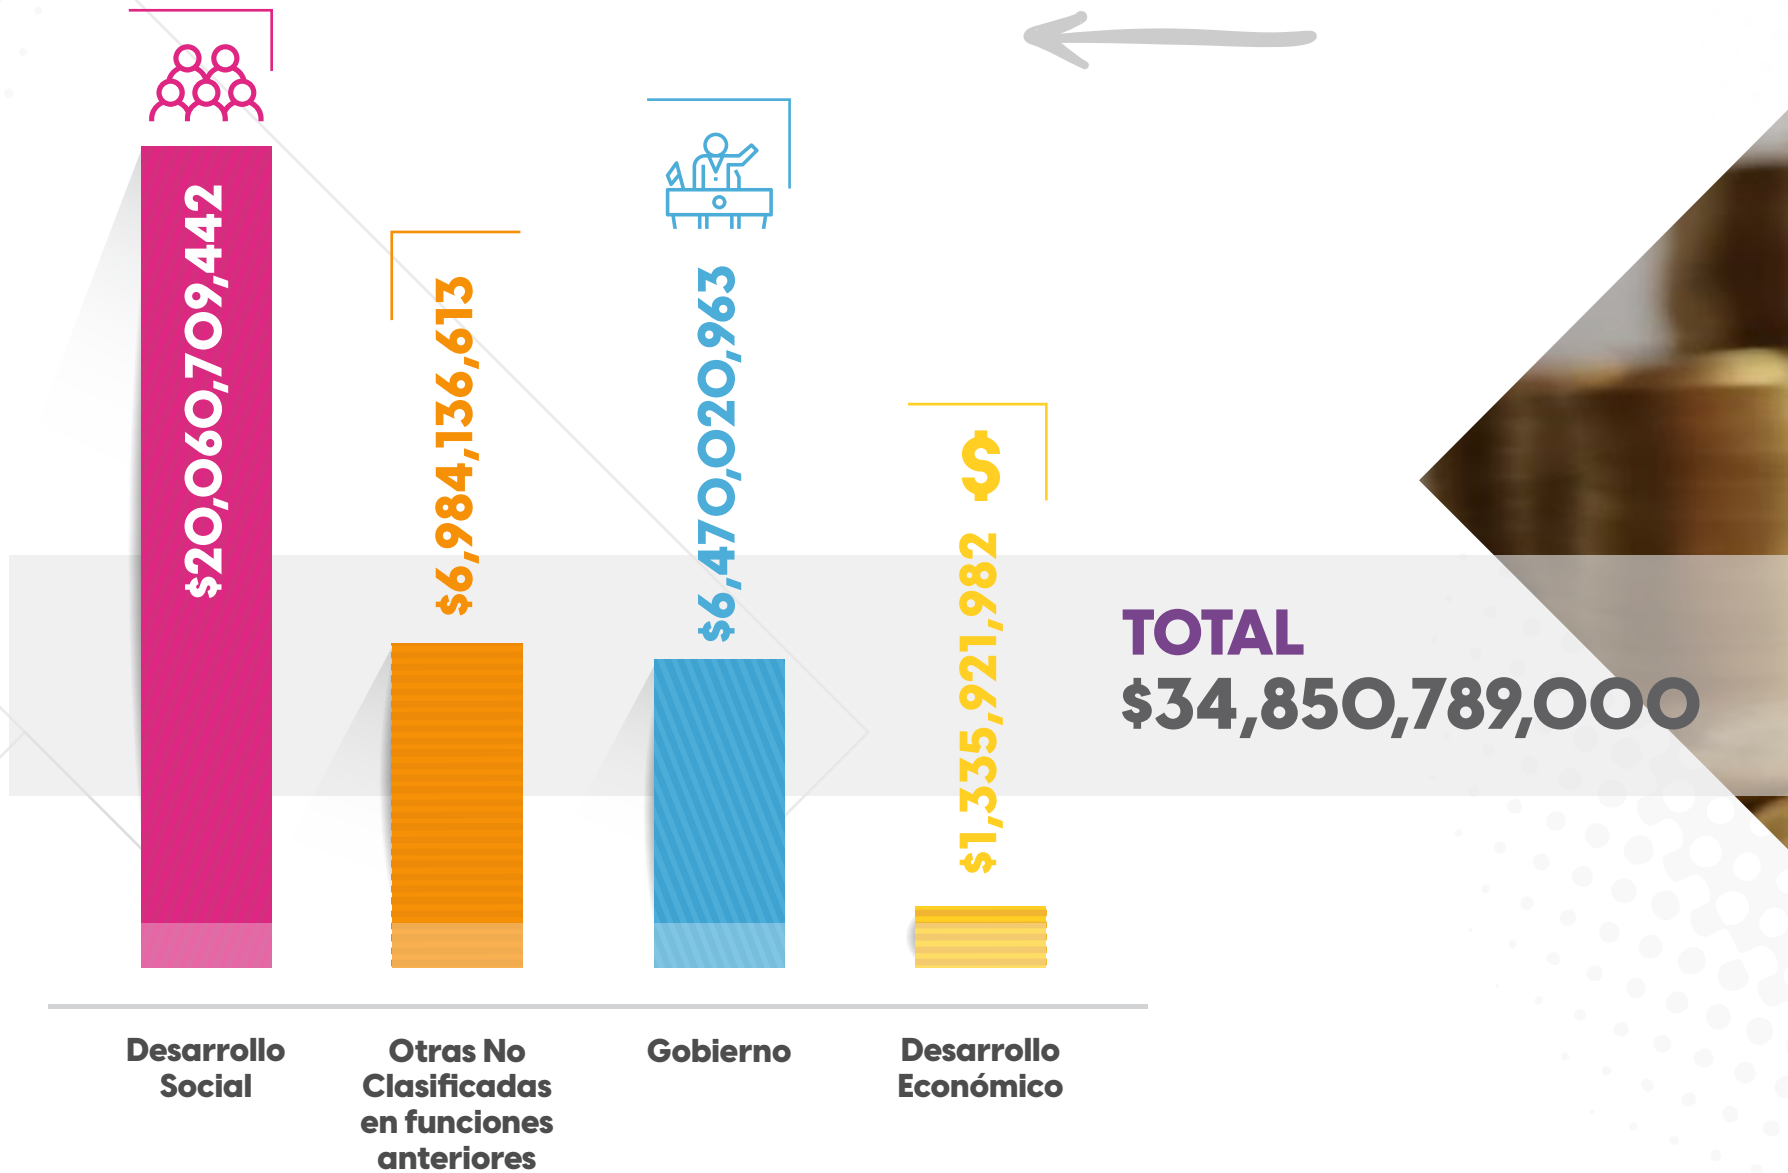 $20,060,709,442
$6,984,136,613
$6,470,020,963
$
$1,335,921,982
TOTAL
$34,850,789,000
Desarrollo
Social
Otras No
Clasificadas
en funciones
anteriores
Gobierno
Desarrollo
Económico